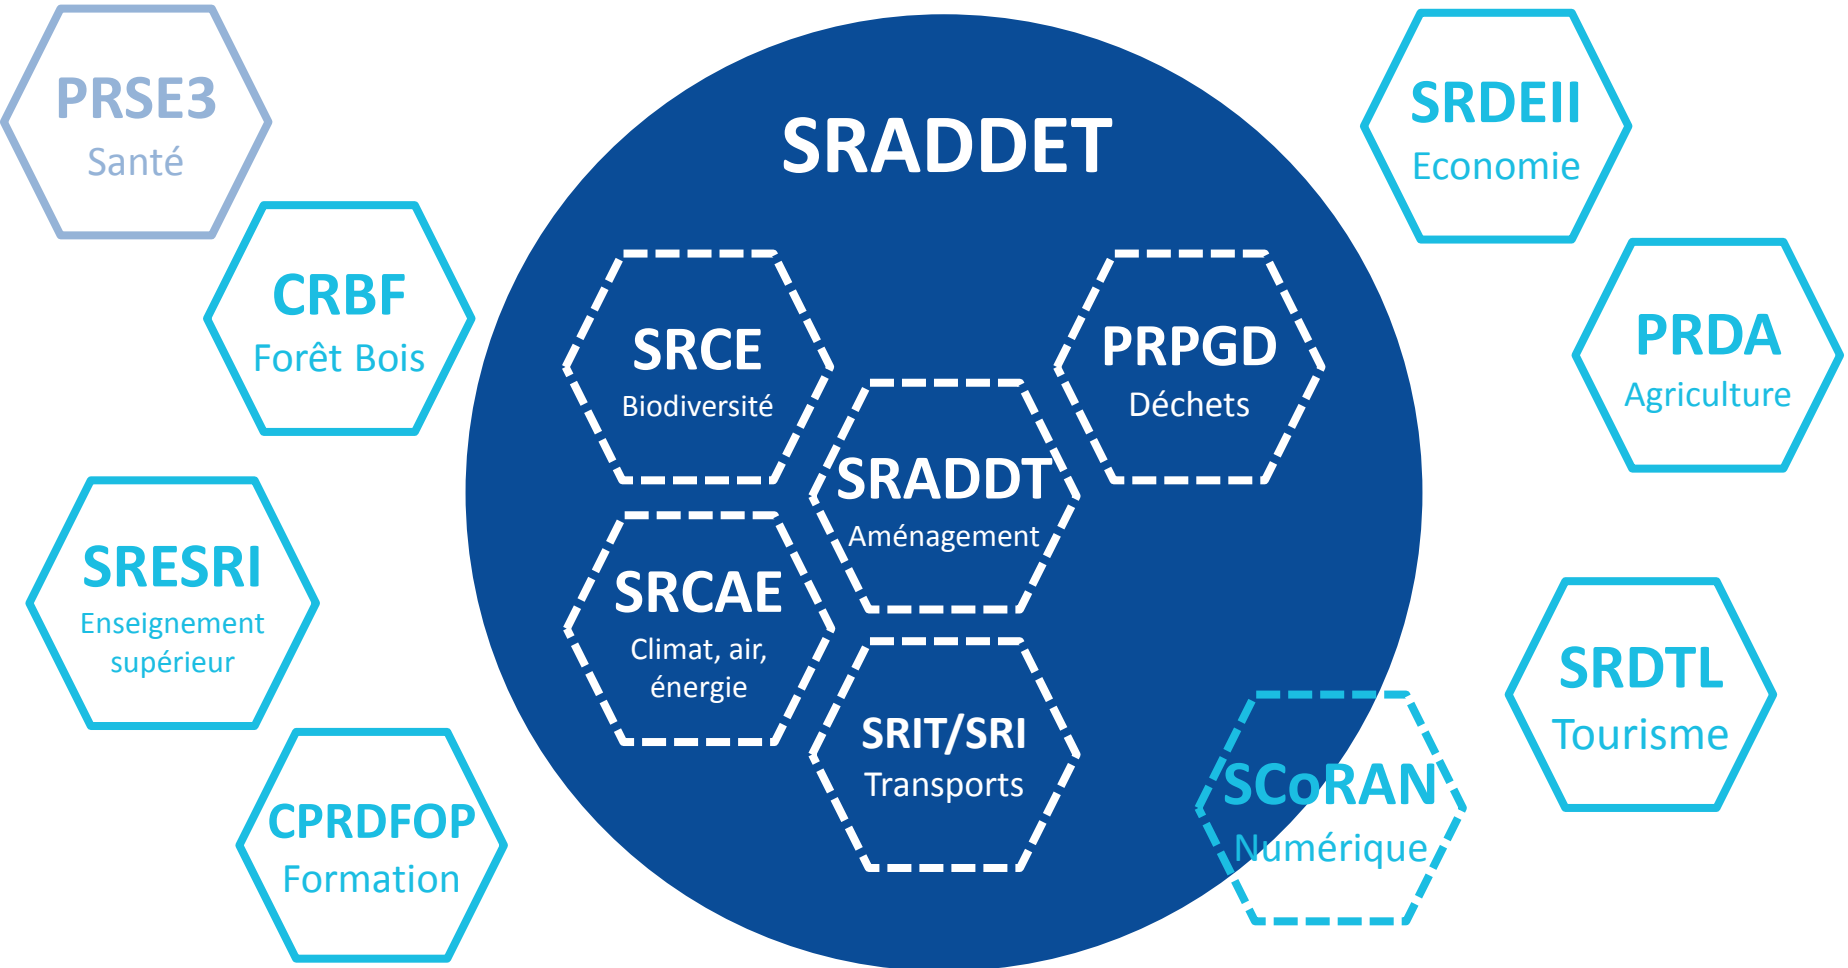 PRSE3
Santé
CRBF
Forêt Bois
SRESRI
Enseignement
supérieur
CPRDFOP
Formation
SRADDET
SRCE
Biodiversité
PRPGD
Déchets
SRADDT
Aménagement
SRCAE
Climat, air,
énergie
SRIT/SRI
Transports
SRDEII
Economie
PRDA
Agriculture
SRDTL
Tourisme
SCoRAN
Numérique